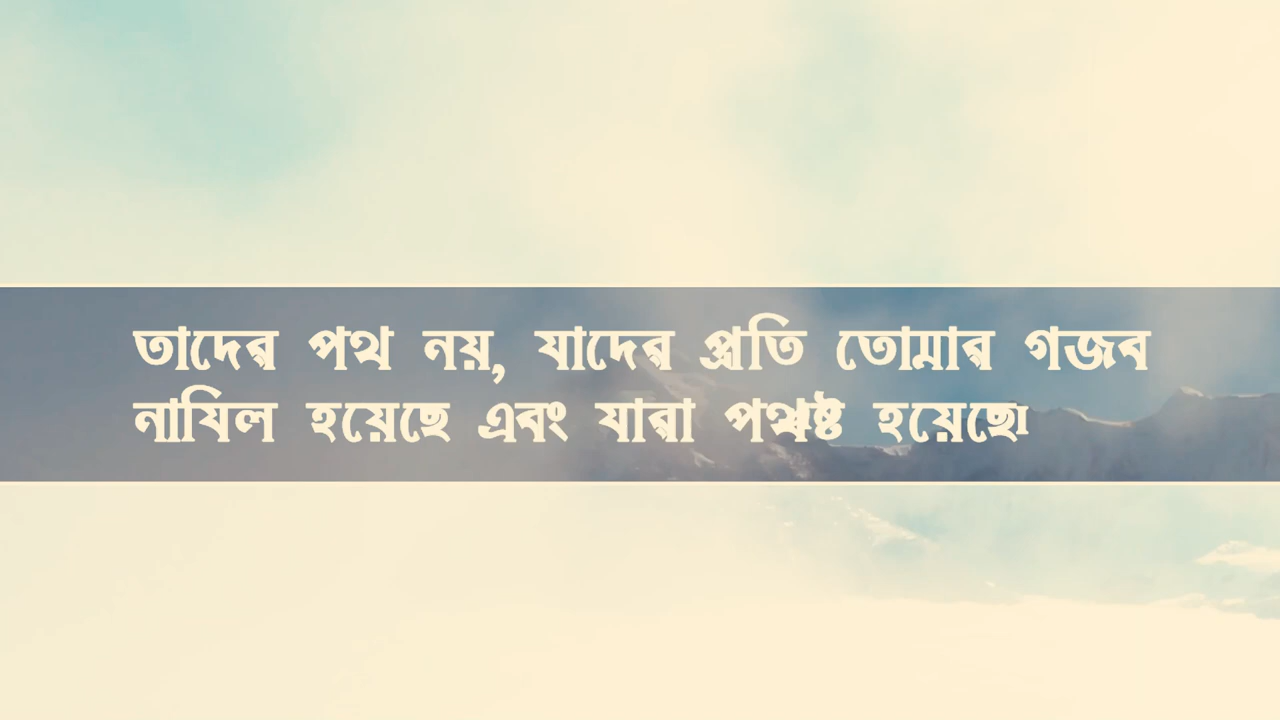 তাদের পথ নয়, যাদের প্রতি তোমার গজব
নাযিল হয়েছে এবং যারা পথভ্রষ্ট হয়েছে।